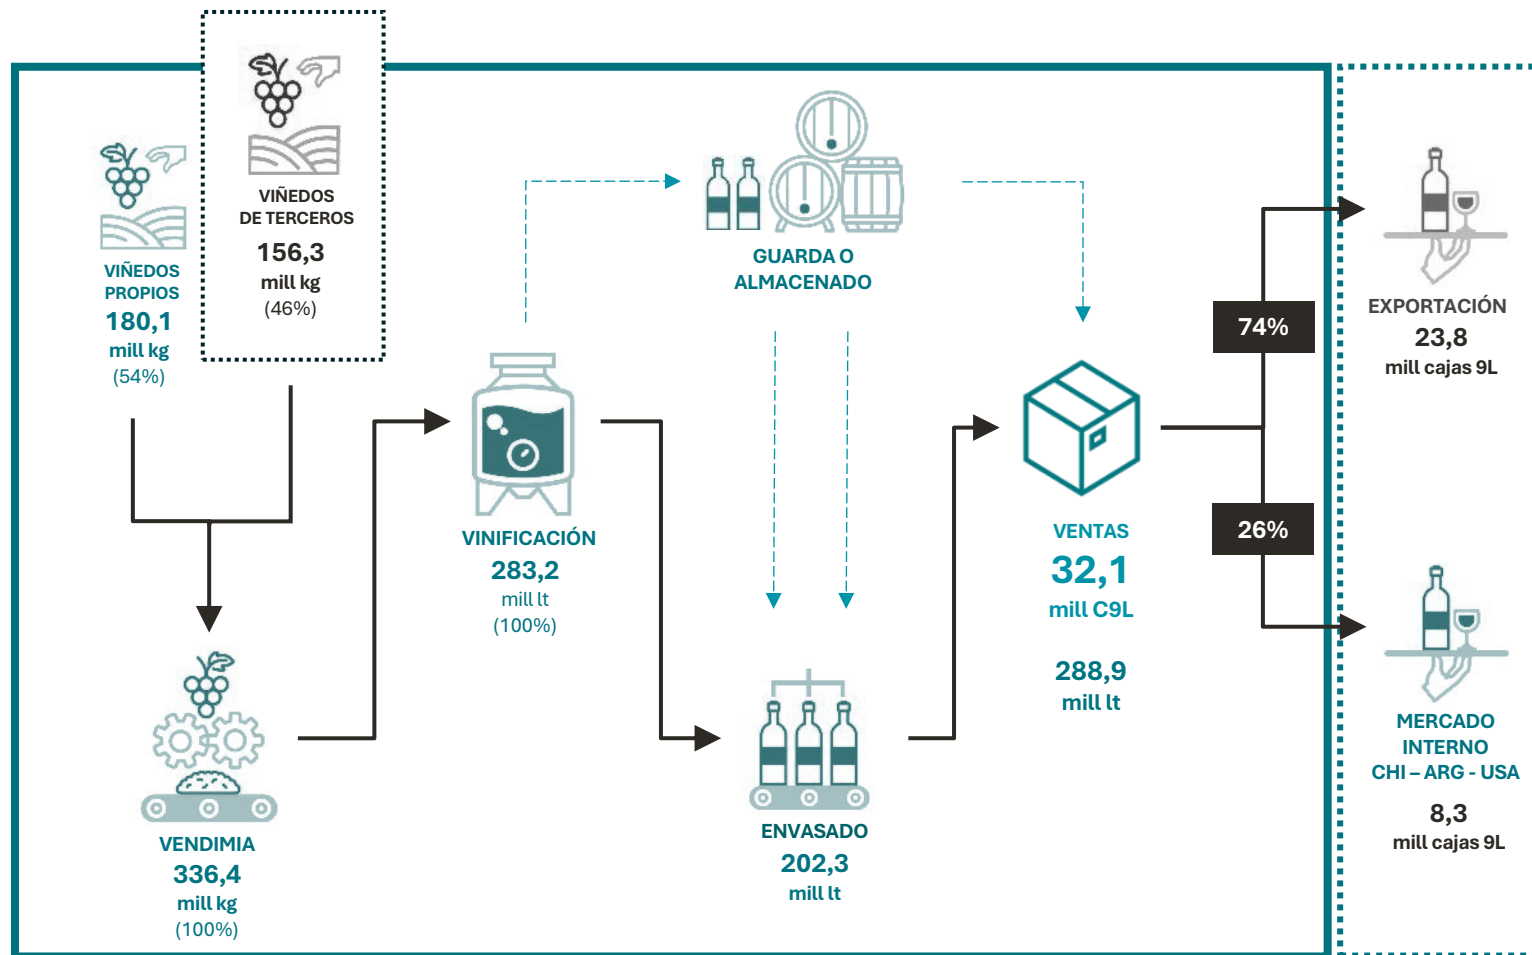 VIÑEDOS
DE TERCEROS
156,3
mill kg
(46%)
VIÑEDOS
PROPIOS
180,1
mill kg
(54%)
VENDIMIA
336,4
mill kg
(100%)
VINIFICACIÓN
283,2
mill lt
(100%)
GUARDA O
ALMACENADO
ENVASADO
202,3
mill lt
VENTAS
32,1
mill C9L
288,9
mill lt
74%
26%
EXPORTACIÓN
23,8
mill cajas 9L
MERCADO
INTERNO
CHI – ARG - USA
8,3
mill cajas 9L